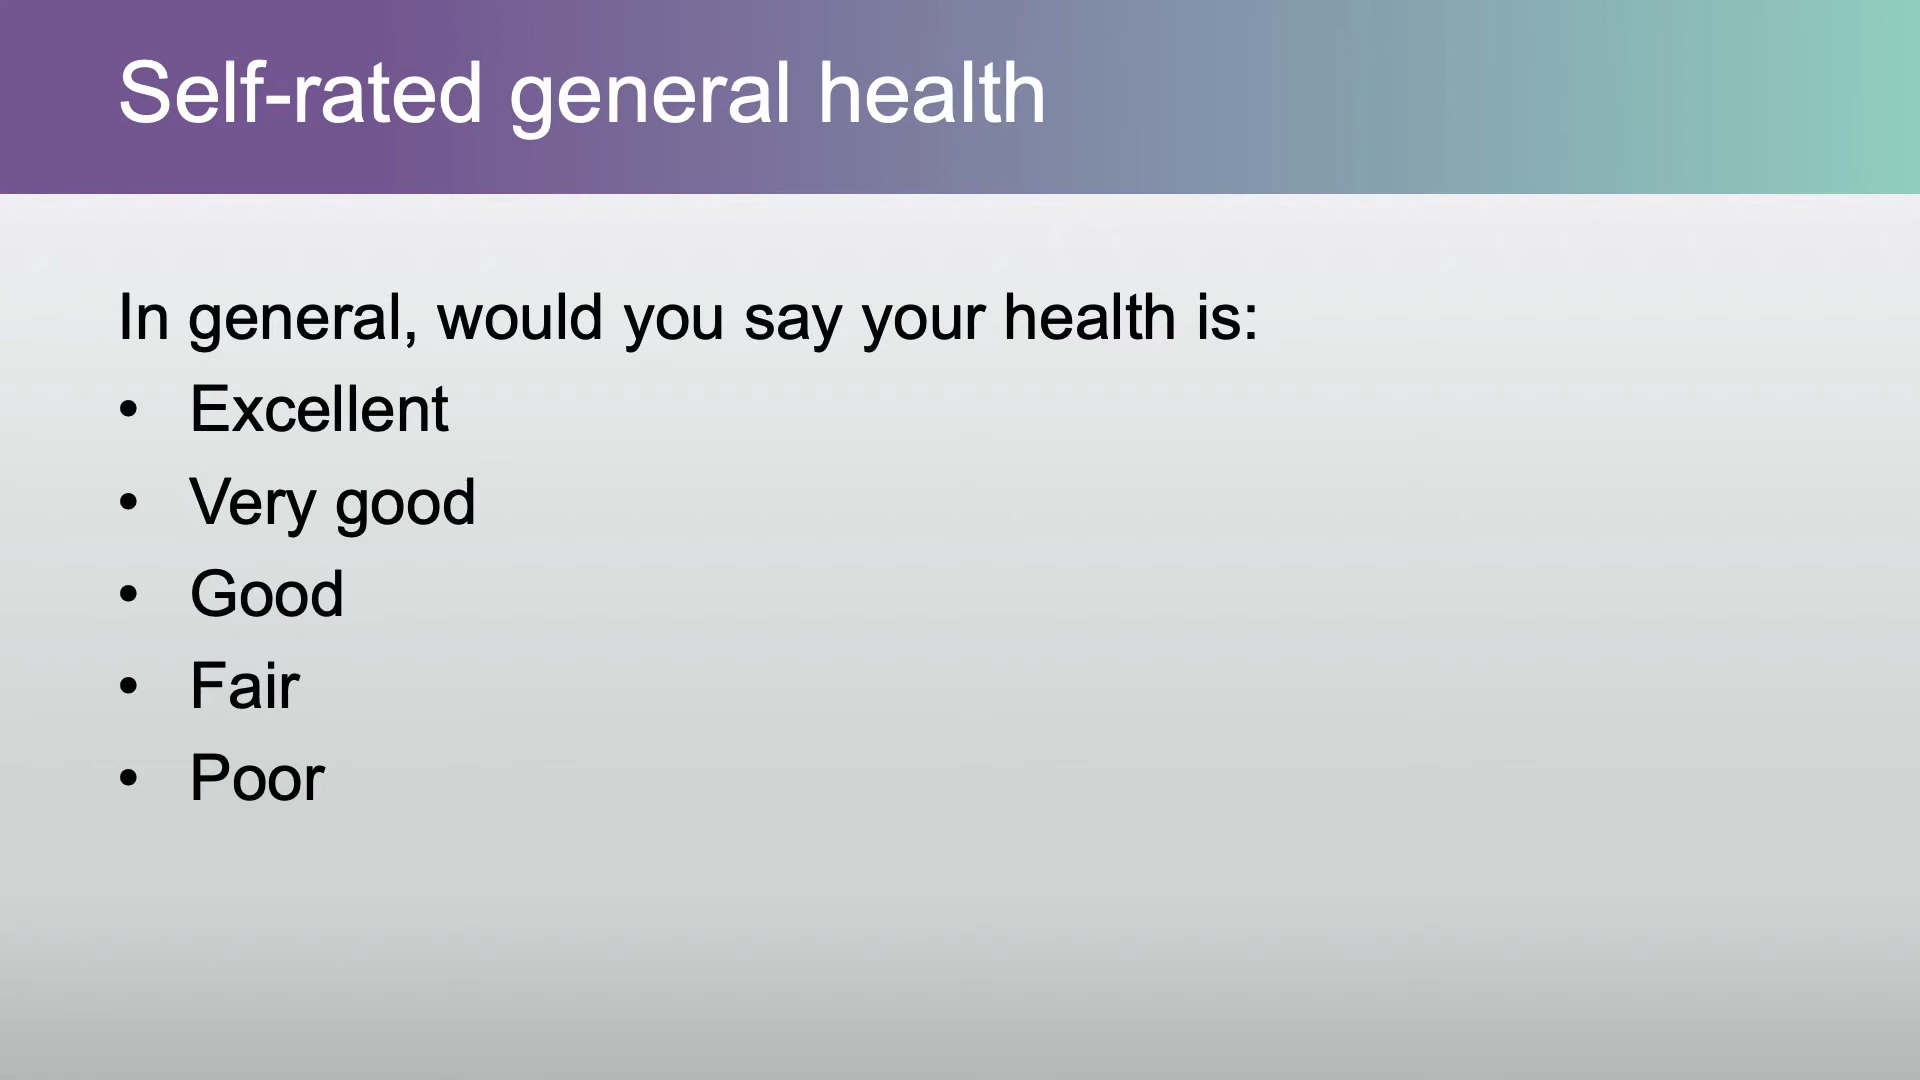 Self-rated general health
In general, would you say your health is:
• Excellent
• Very good
• Good
• Fair
• Poor